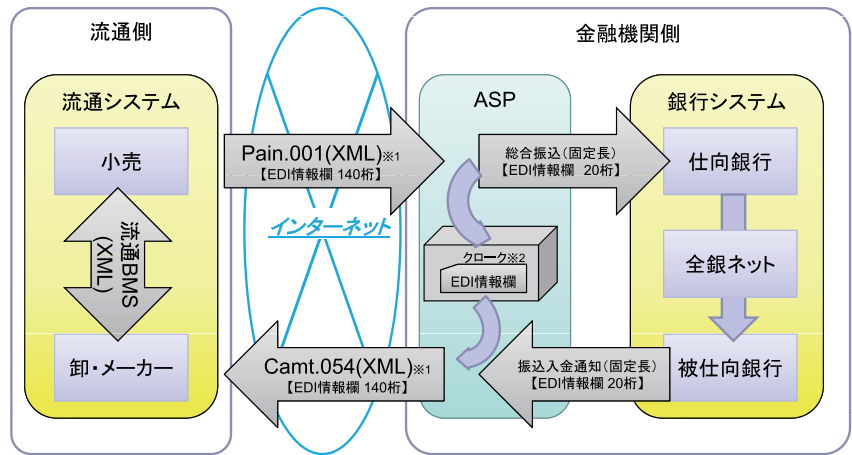 流通側
金融機関側
流通システム
ASP
銀行システム
小売
Pain.001(XML)※1
【EDI情報欄 140桁】
総合振込(固定長)
【EDI情報欄 20桁】
仕向銀行
流通BMS
(XML)
インターネット
クローク※2
EDI情報欄
全銀ネット
卸・メーカー
Camt.054(XML)※1
【EDI情報欄 140桁】
振込入金通知(固定長)
【EDI情報欄 20桁】
被仕向銀行